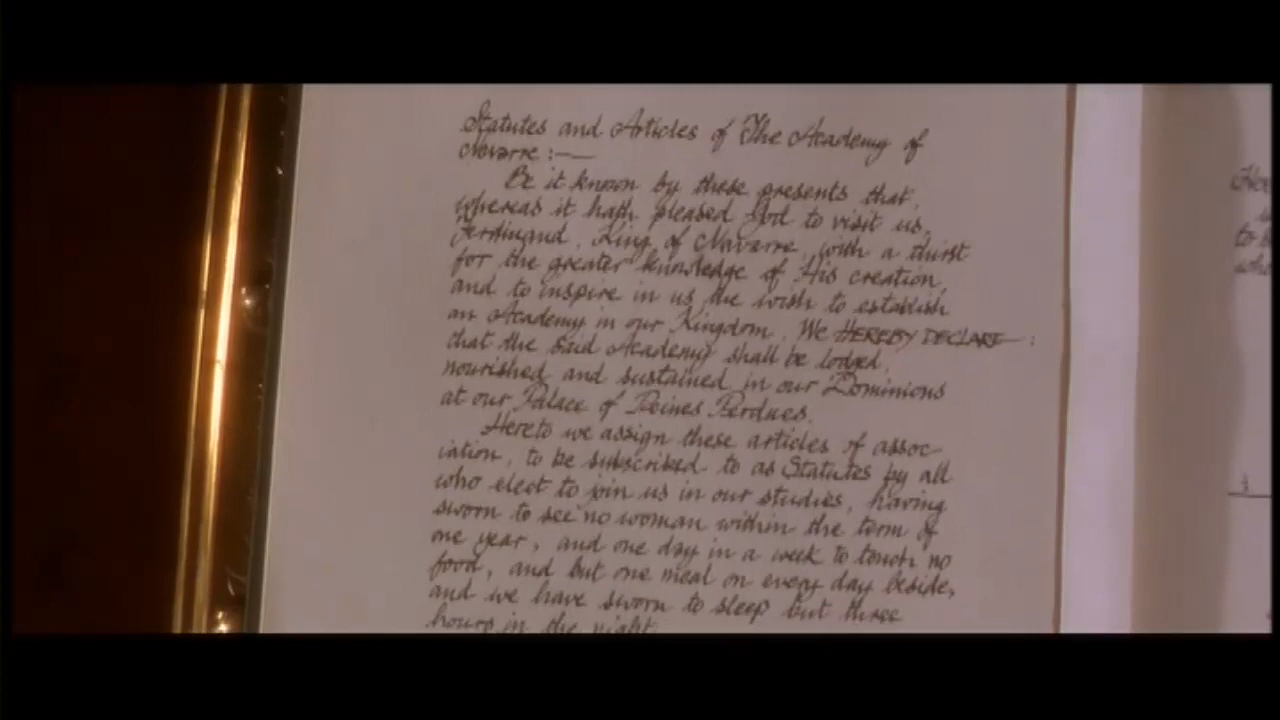 Statutes and Articles of The Academy of
Navarre :—
Be it known by these presents that,
whereas it hath pleased God to visit us,
Ferdinand, King of Navarre, with a thirst
for the greater knowledge of His creation,
and to inspire in us the wish to establish
an Academy in our Kingdom, We HEREBY DECLARE :
that the said Academy shall be lodged,
nourished and sustained in our Dominions
at our Palace of Peines Perdues.
Hereto we assign these articles of assoc-
iation, to be subscribed to as Statutes by all
who elect to join us in our studies, having
sworn to see no woman within the term of
one year, and one day in a week to touch no
food, and but one meal on every day beside,
and we have sworn to sleep but three
hours in the night
to